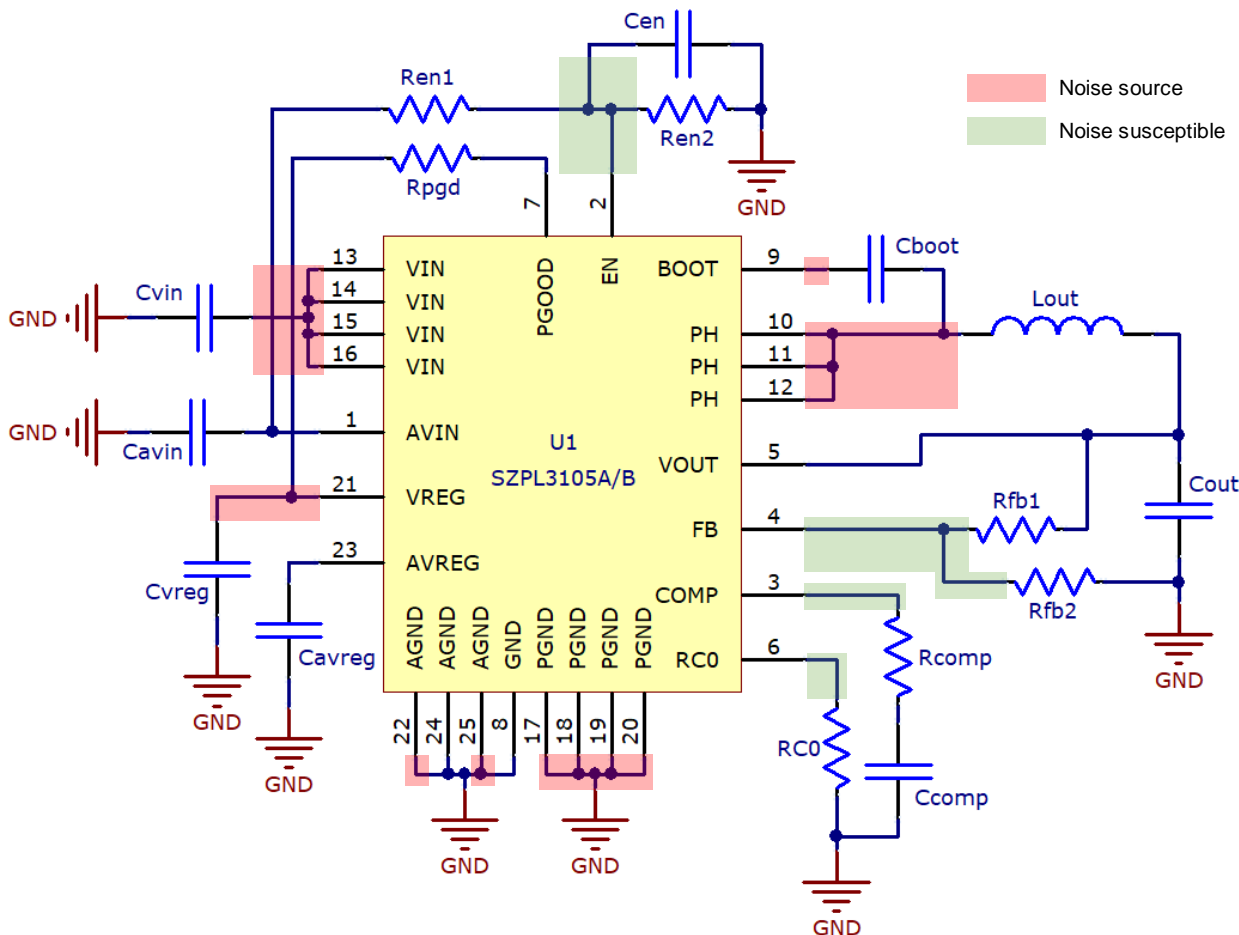 Cen
Ren1
Noise source
Noise susceptible
Ren2
Rpgd
GND
7
2
Cboot
13
VIN
PGOOD
EN
BOOT
9
Cvin
14
VIN
Lout
GND
15
VIN
PH
10
16
VIN
PH
11
PH
12
1
AVIN
GND
Cavin
U1
SZPL3105A/B
VOUT
5
21
VREG
Cout
Rfb1
FB
4
23
AVREG
Cvreg
COMP
3
Rfb2
AGND
AGND
AGND
GND
PGND
PGND
PGND
PGND
Cavreg
RC0
6
Rcomp
GND
GND
22
24
25
8
17
18
19
20
RC0
GND
Ccomp
GND
GND
GND